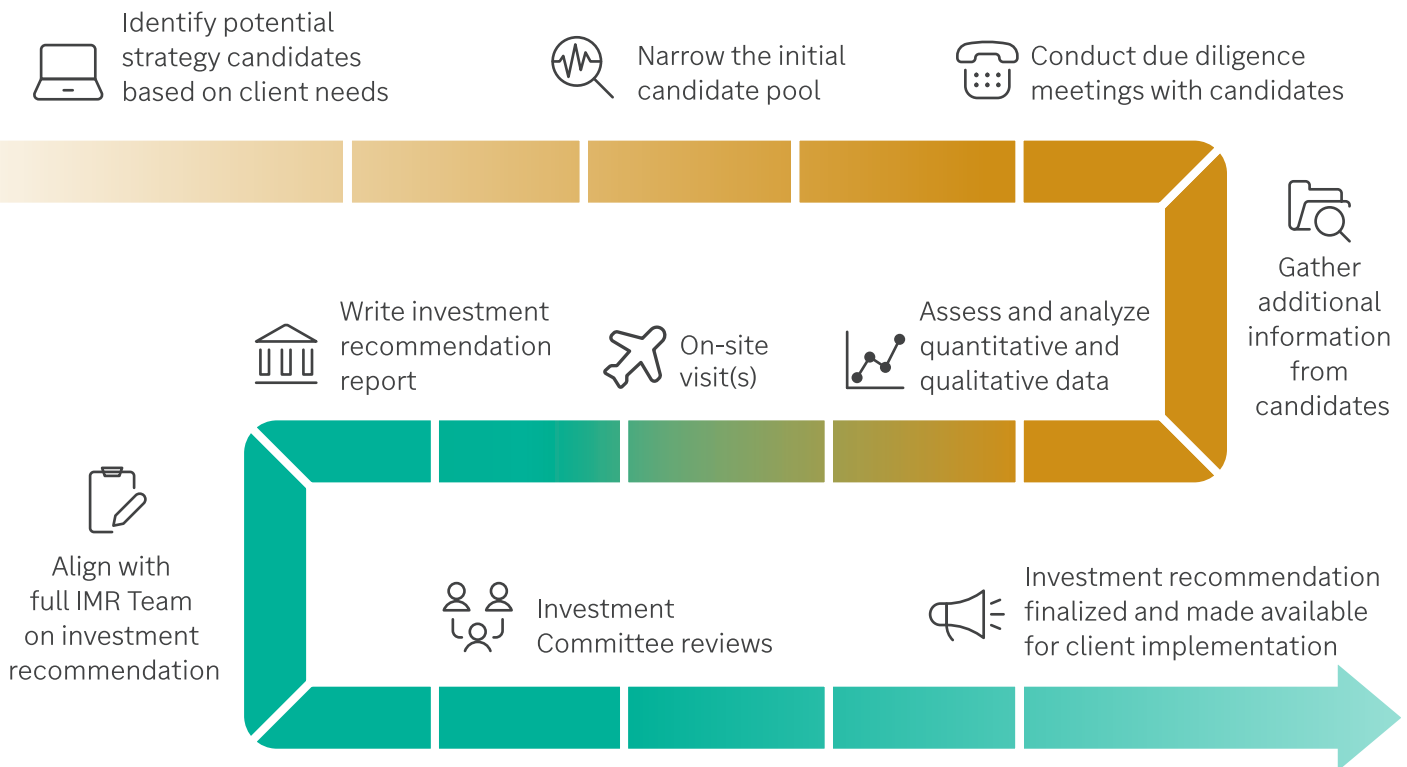 Identify potential
strategy candidates
based on client needs
Narrow the initial
candidate pool
Conduct due diligence
meetings with candidates
Gather
additional
information
from
candidates
Assess and analyze
quantitative and
qualitative data
On-site
visit(s)
Write investment
recommendation
report
Align with
full IMR Team
on investment
recommendation
Investment
Committee reviews
Investment recommendation
finalized and made available
for client implementation